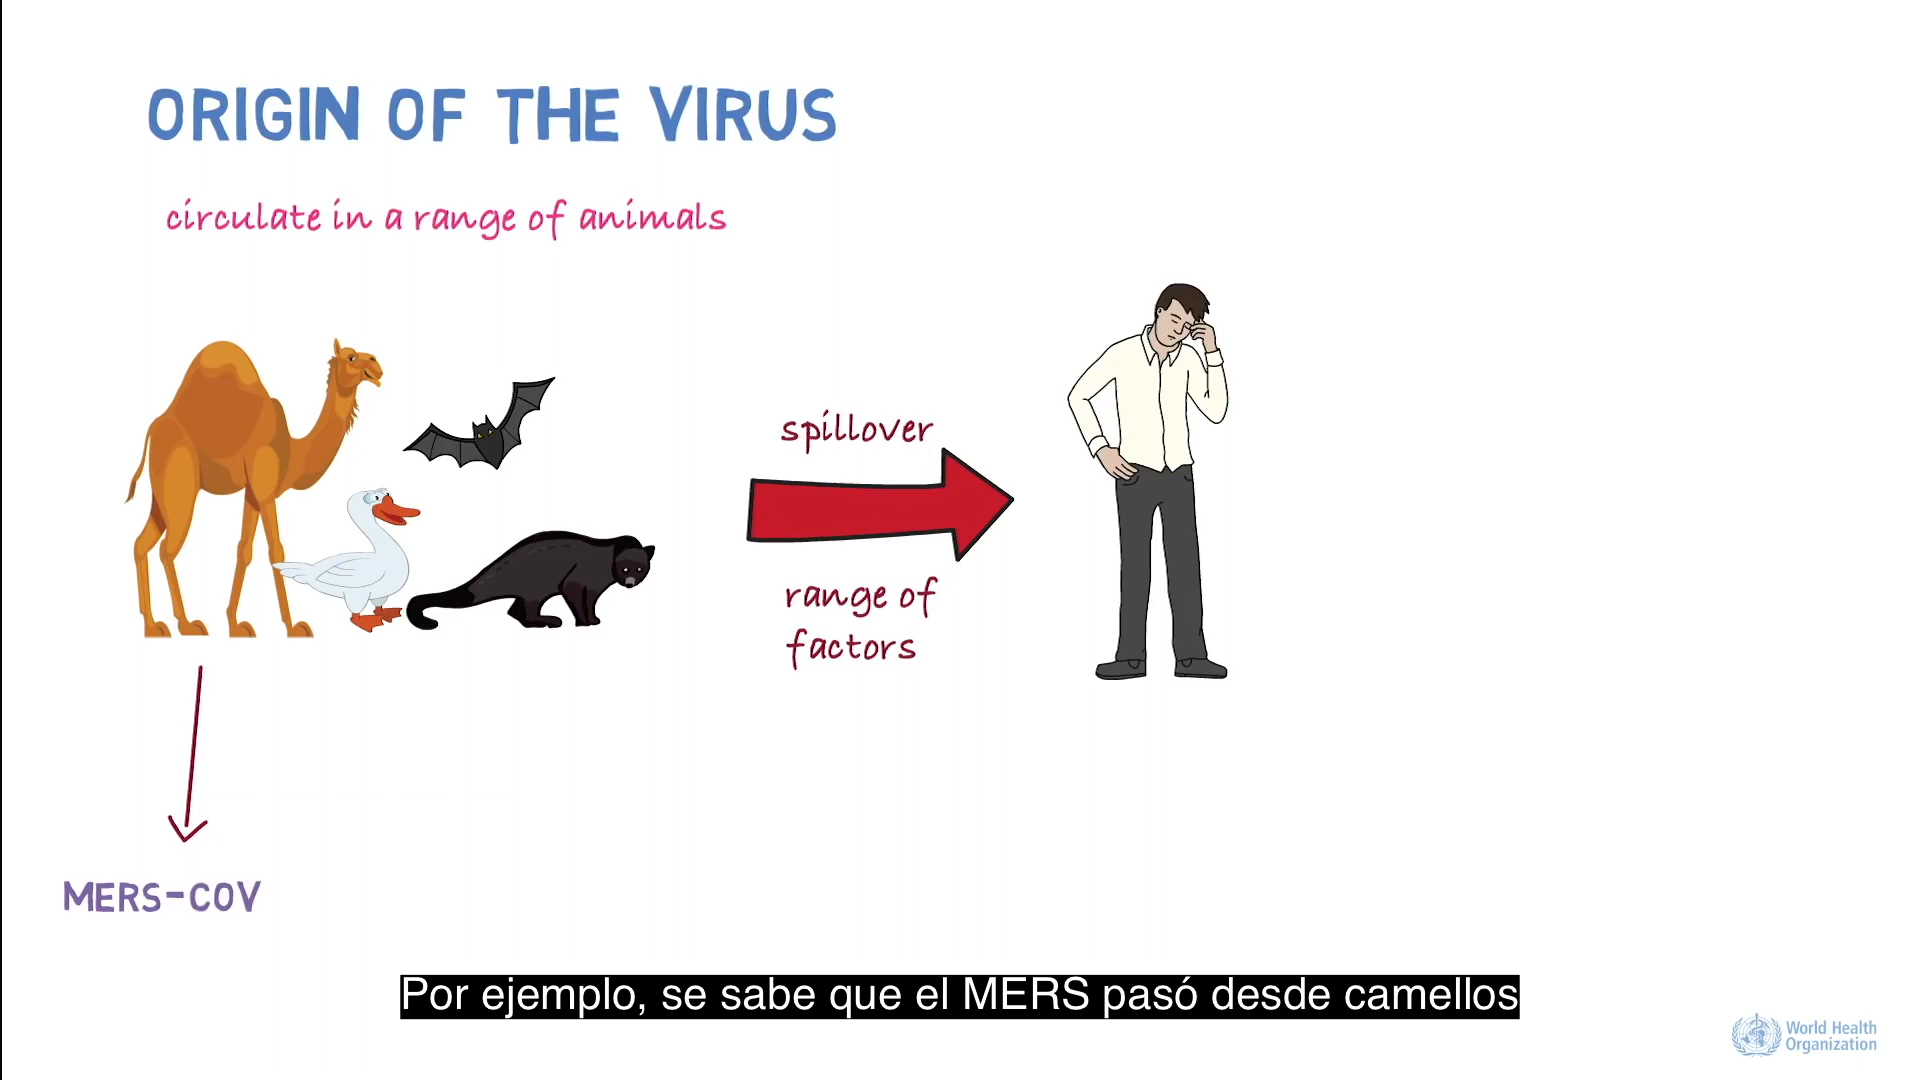 ORIGIN OF THE VIRUS
circulate in a range of animals
spillover
range of
factors
MERS-COV
Por ejemplo, se sabe que el MERS pasó desde camellos
World Health
Organization